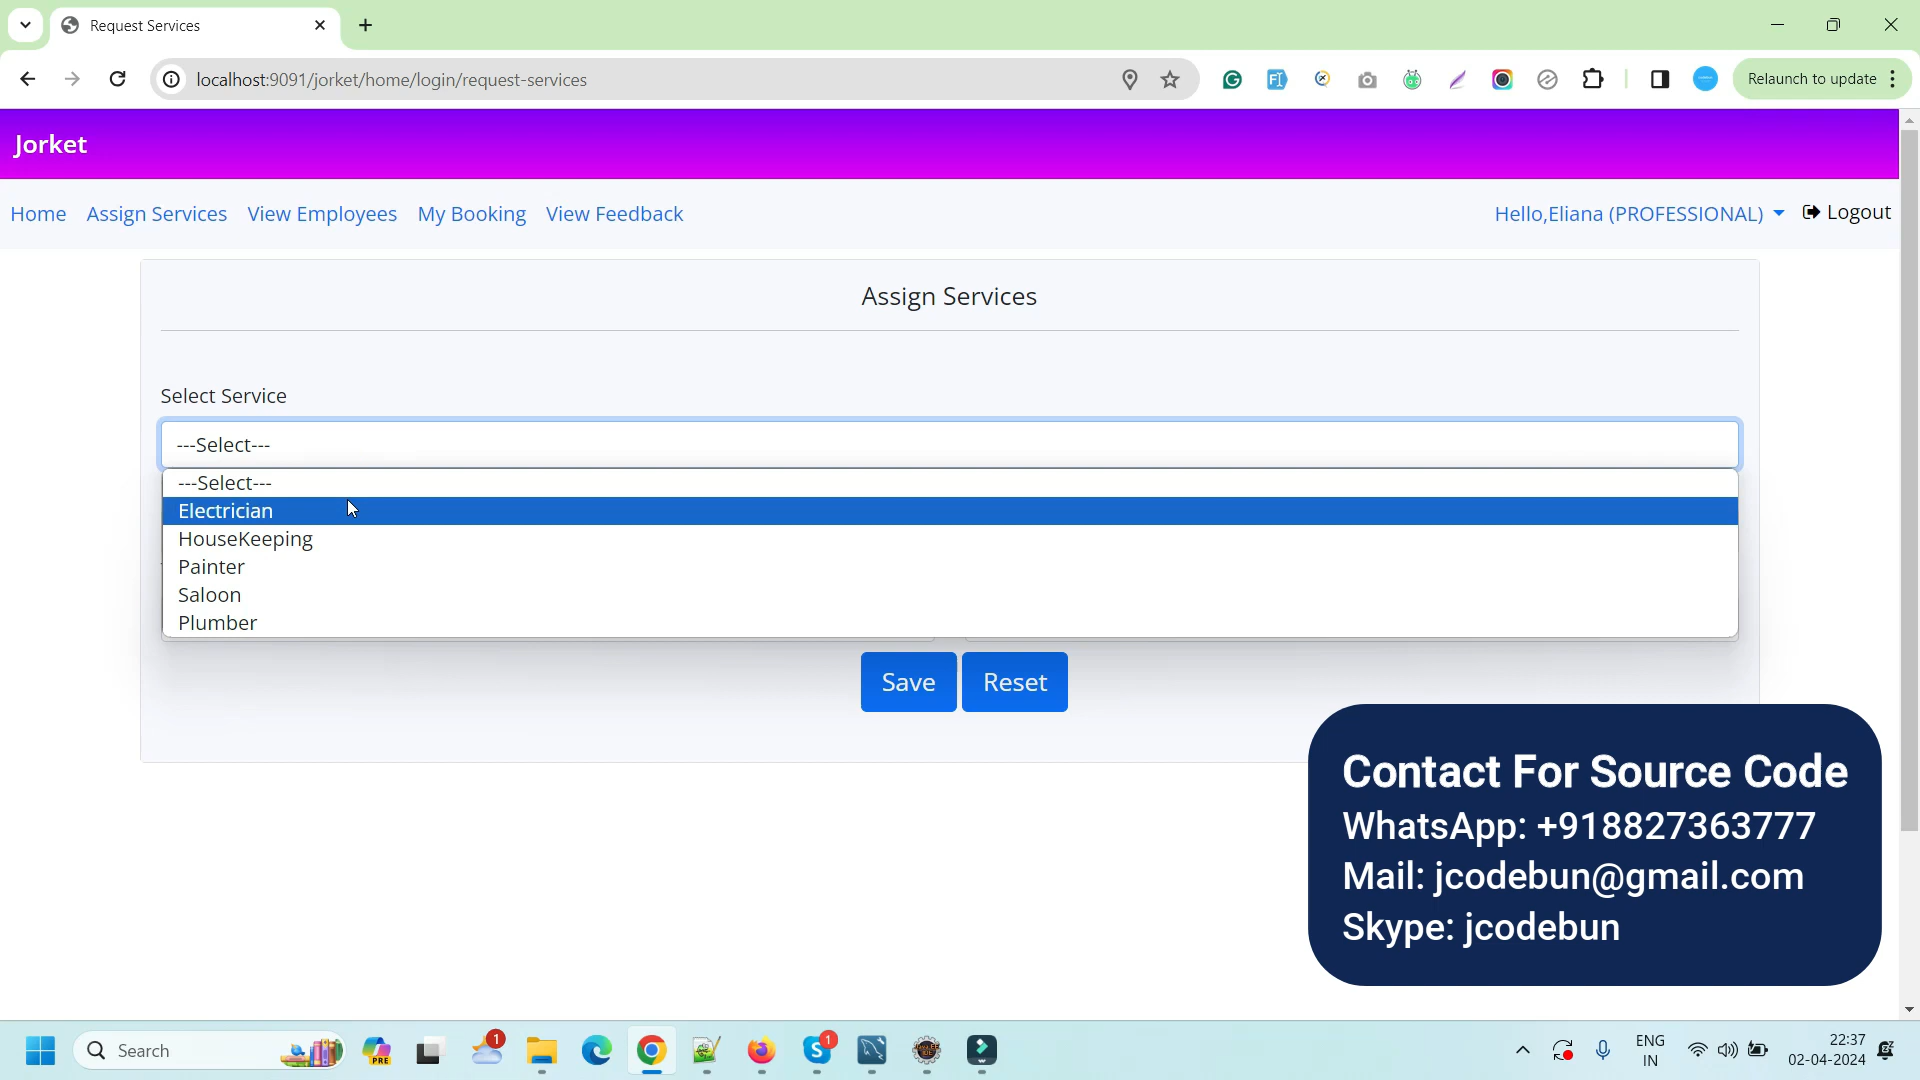 Request Services
localhost:9091/jorket/home/login/request-services
Relaunch to update
Jorket
Home Assign Services View Employees My Booking View Feedback
Hello,Eliana (PROFESSIONAL) Logout
Assign Services
Select Service
---Select---
---Select---
Electrician
HouseKeeping
Painter
Saloon
Plumber
Save Reset
Contact For Source Code
WhatsApp: +918827363777
Mail: jcodebun@gmail.com
Skype: jcodebun
Search
PRE
1
1
ENG
IN
22:37
02-04-2024